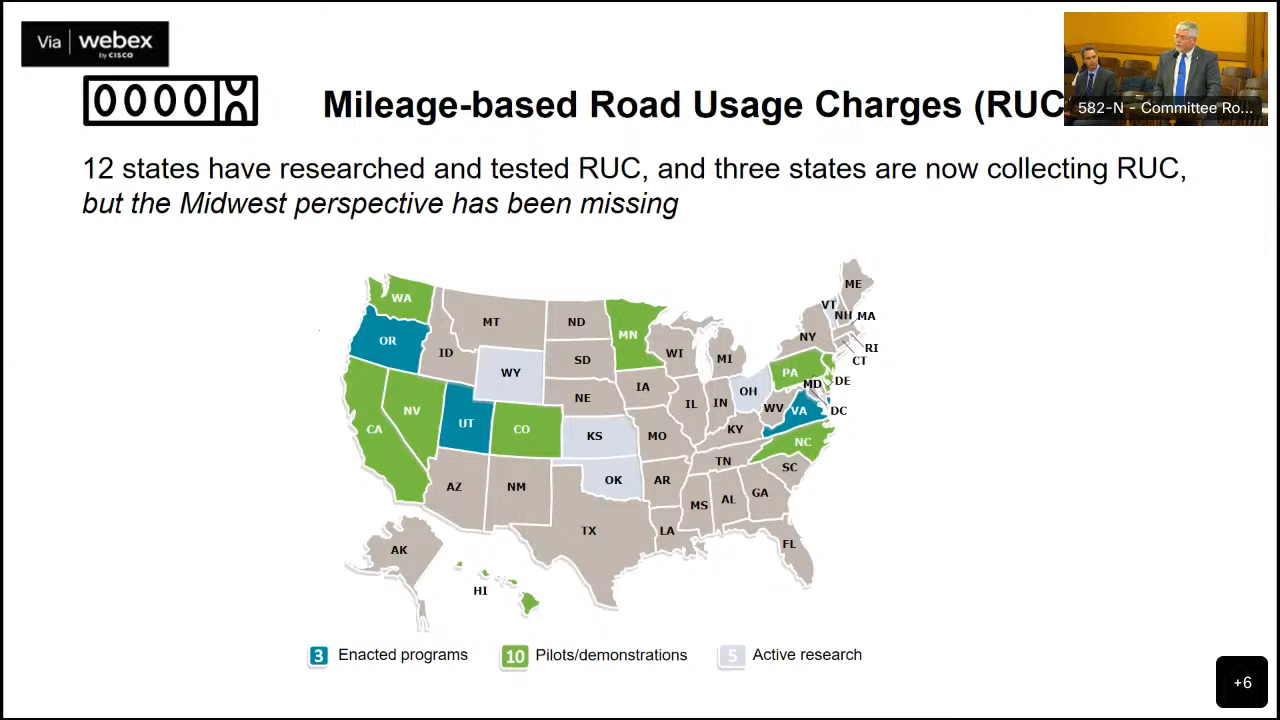 Via webex
by CISCO
00000
Mileage-based Road Usage Charges (RUC
582-N - Committee Ro...
12 states have researched and tested RUC, and three states are now collecting RUC,
but the Midwest perspective has been missing
WA
OR
CA
NV
ID
MT
WY
UT
CO
AZ
NM
ND
SD
NE
KS
OK
TX
MN
IA
MO
AR
LA
WI
IL
MI
IN
OH
KY
TN
MS
AL
GA
FL
SC
NC
VA
WV
PA
NY
VT
NH
ME
MA
RI
CT
N
DE
MD
DC
AK
HI
3 Enacted programs
10 Pilots/demonstrations
5 Active research
+6